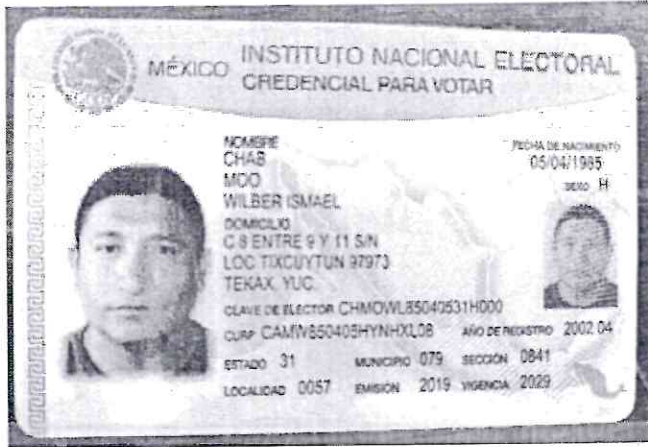 MÉXICO INSTITUTO NACIONAL ELECTORAL
CREDENCIAL PARA VOTAR
NOMBRE
CHAB
MOO
WILBER ISMAEL
FECHA DE NACIMIENTO
05/04/1985
SEXO H
DOMICILIO
C 8 ENTRE 9 Y 11 S/N
LOC TIXCUYTUN 97973
TEKAX, YUC.
CLAVE DE ELECTOR CHMOWL85040531H000
CURP CAMW850405HYNHXL08 AÑO DE REGISTRO 2002 04
ESTADO 31 MUNICIPIO 079 SECCIÓN 0841
LOCALIDAD 0057 EMISIÓN 2019 VIGENCIA 2029